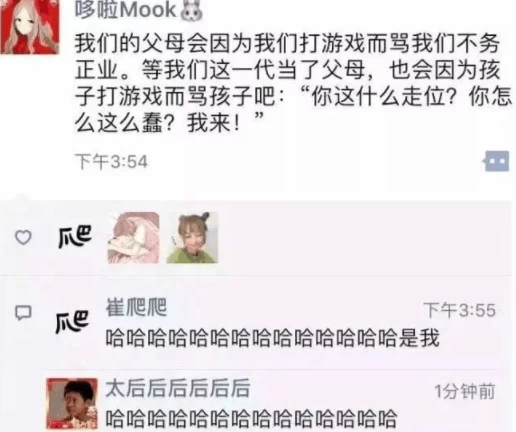 哆啦Mook🐰
我们的父母会因为我们打游戏而骂我们不务
正业。等我们这一代当了父母，也会因为孩
子打游戏而骂孩子吧：“你这什么走位？你怎
么这么蠢？我来！”
下午3:54
爬
崔爬爬
下午3:55
爬
哈哈哈哈哈哈哈哈哈哈哈哈哈哈是我
太后后后后后后
1分钟前
哈哈哈哈哈哈哈哈哈哈哈哈哈哈